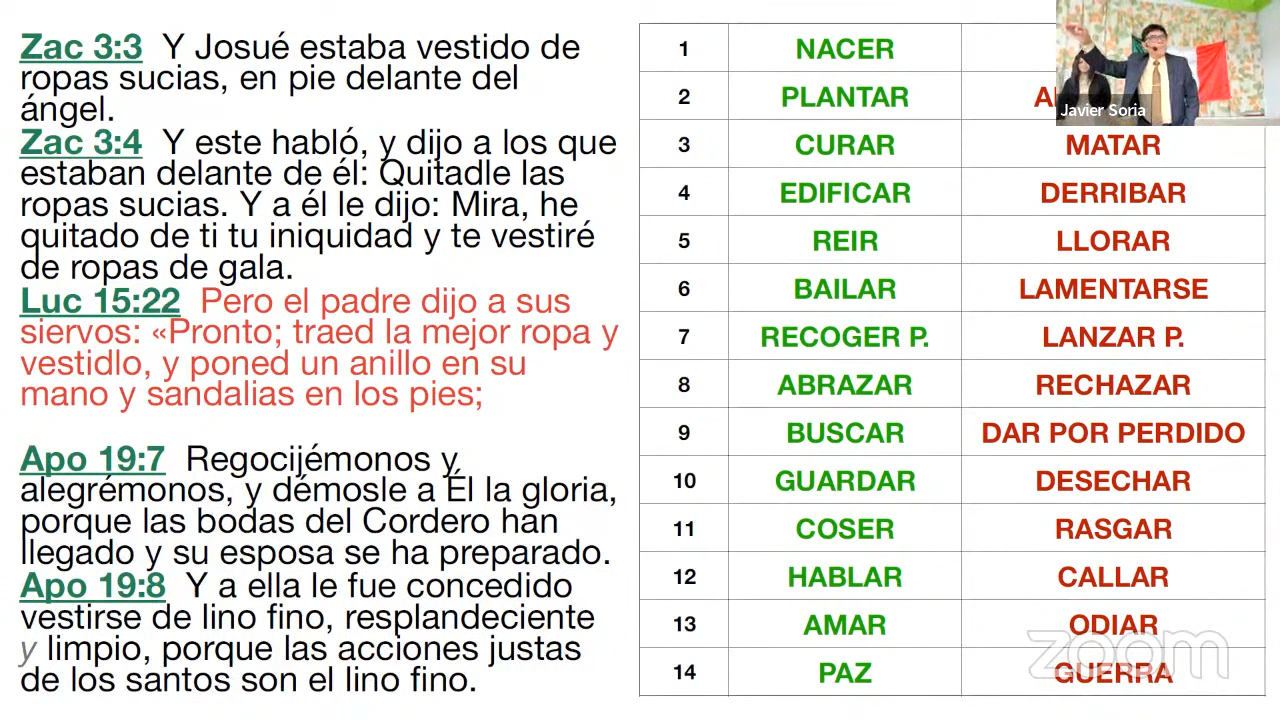 Zac 3:3 Y Josué estaba vestido de
ropas sucias, en pie delante del
ángel.
Zac 3:4 Y este habló, y dijo a los que
estaban delante de él: Quitadle las
ropas sucias. Y a él le dijo: Mira, he
quitado de ti tu iniquidad y te vestiré
de ropas de gala.
Luc 15:22 Pero el padre dijo a sus
siervos: «Pronto; traed la mejor ropa y
vestidlo, y poned un anillo en su
mano y sandalias en los pies;
Apo 19:7 Regocijémonos y
alegrémonos, y démosle a Él la gloria,
porque las bodas del Cordero han
llegado y su esposa se ha preparado.
Apo 19:8 Y a ella le fue concedido
vestirse de lino fino, resplandeciente
y limpio, porque las acciones justas
de los santos son el lino fino.
1 NACER
2 PLANTAR
3 CURAR MATAR
4 EDIFICAR DERRIBAR
5 REIR LLORAR
6 BAILAR LAMENTARSE
7 RECOGER P. LANZAR P.
8 ABRAZAR RECHAZAR
9 BUSCAR DAR POR PERDIDO
10 GUARDAR DESECHAR
11 COSER RASGAR
12 HABLAR CALLAR
13 AMAR ODIAR
14 PAZ GUERRA
Javier Soria
zoom